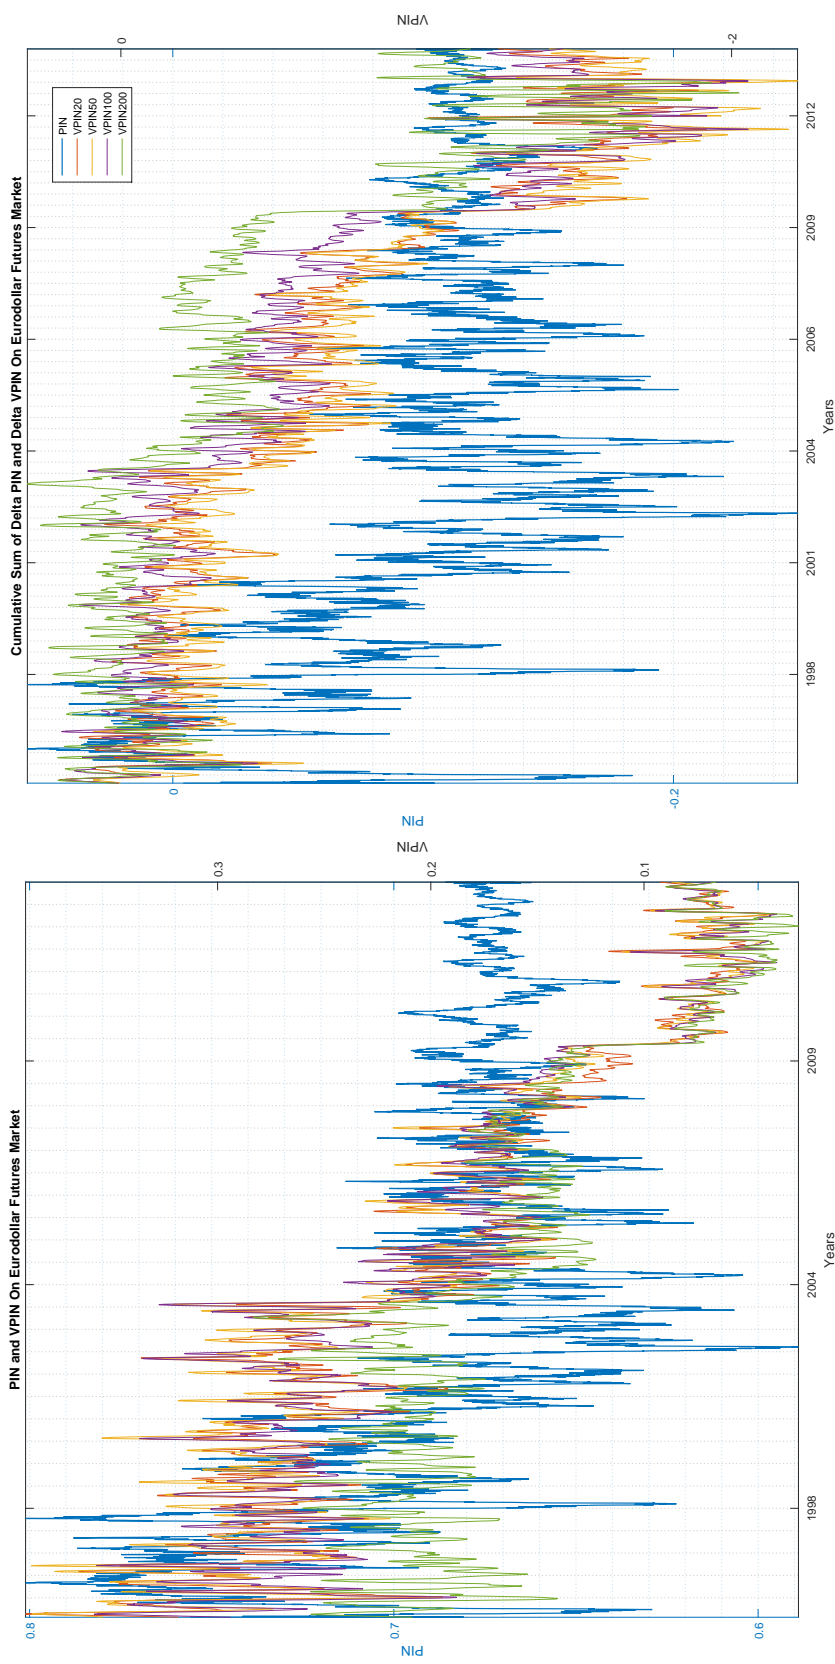 PIN and VPIN On Eurodollar Futures Market
0.8
0.7
0.6
PIN
0.3
0.2
0.1
VPIN
1998
2004
2009
Years
Cumulative Sum of Delta PIN and Delta VPIN On Eurodollar Futures Market
0
-0.2
PIN
0
-2
VPIN
1998
2001
2004
2006
2009
2012
Years
PIN
VPIN20
VPIN50
VPIN100
VPIN200